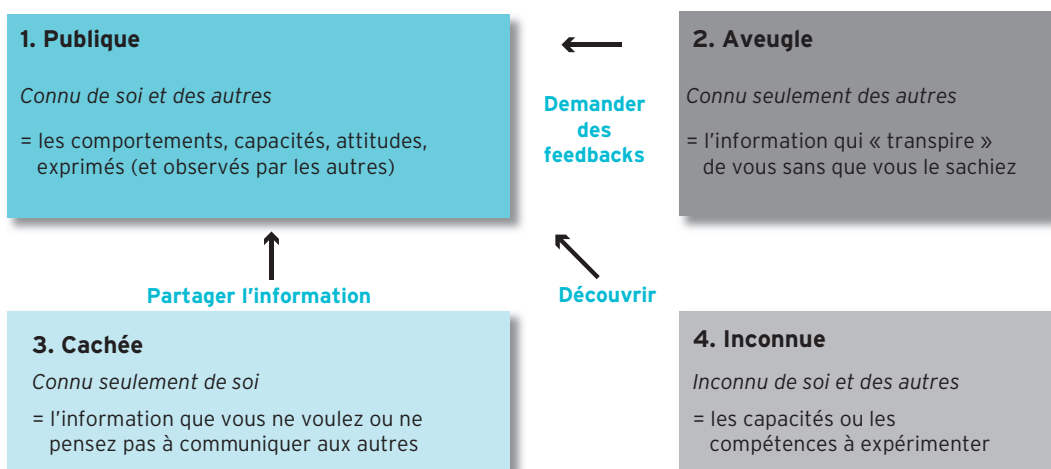 1. Publique
Connu de soi et des autres
= les comportements, capacités, attitudes,
exprimés (et observés par les autres)
Demander
des
feedbacks
2. Aveugle
Connu seulement des autres
= l’information qui « transpire »
de vous sans que vous le sachiez
Partager l’information
Découvrir
3. Cachée
Connu seulement de soi
= l’information que vous ne voulez ou ne
pensez pas à communiquer aux autres
4. Inconnue
Inconnu de soi et des autres
= les capacités ou les
compétences à expérimenter